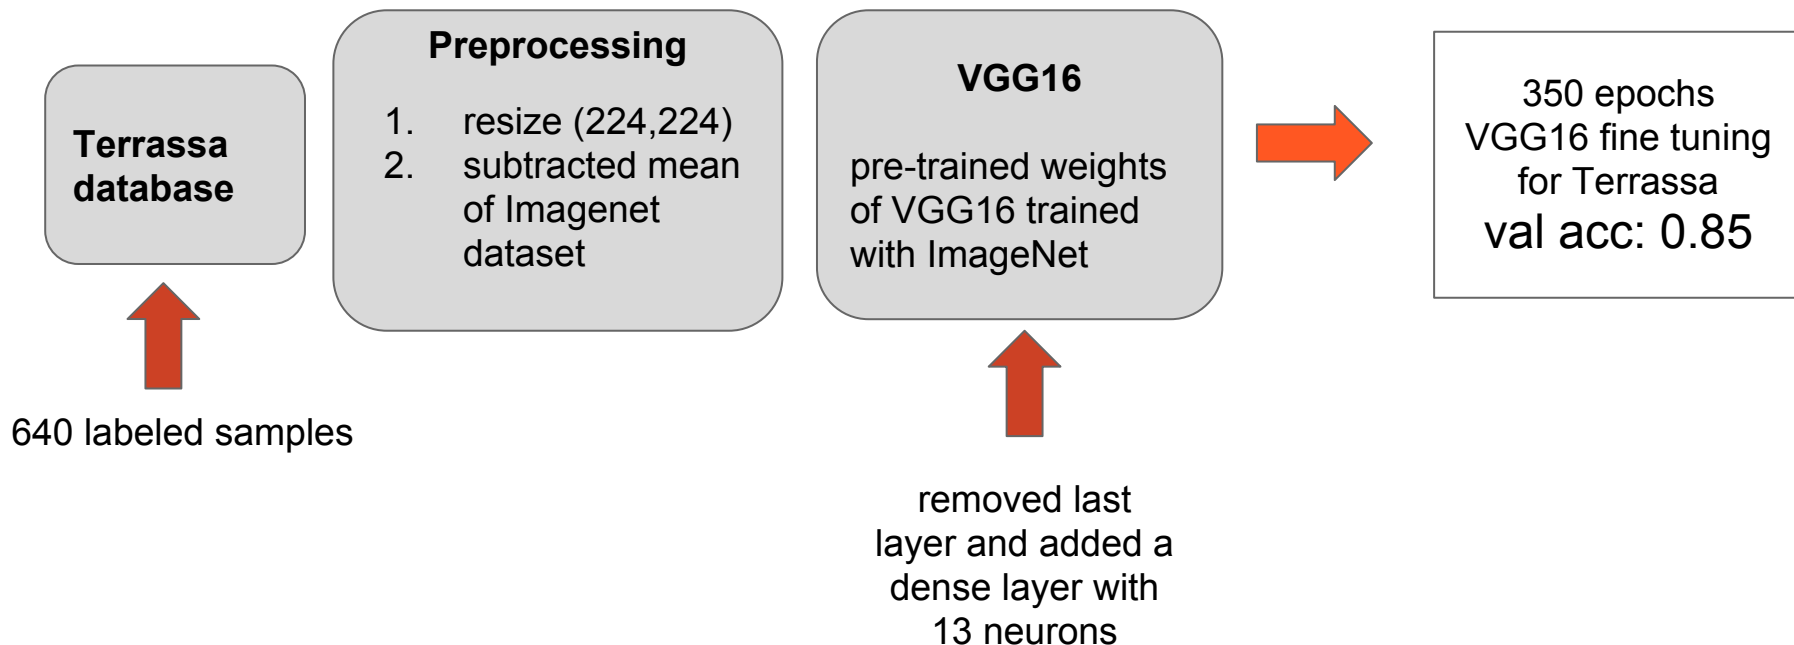 Terrassa
database
640 labeled samples
Preprocessing
1. resize (224,224)
2. subtracted mean
of Imagenet
dataset
VGG16
pre-trained weights
of VGG16 trained
with ImageNet
removed last
layer and added a
dense layer with
13 neurons
350 epochs
VGG16 fine tuning
for Terrassa
val acc: 0.85